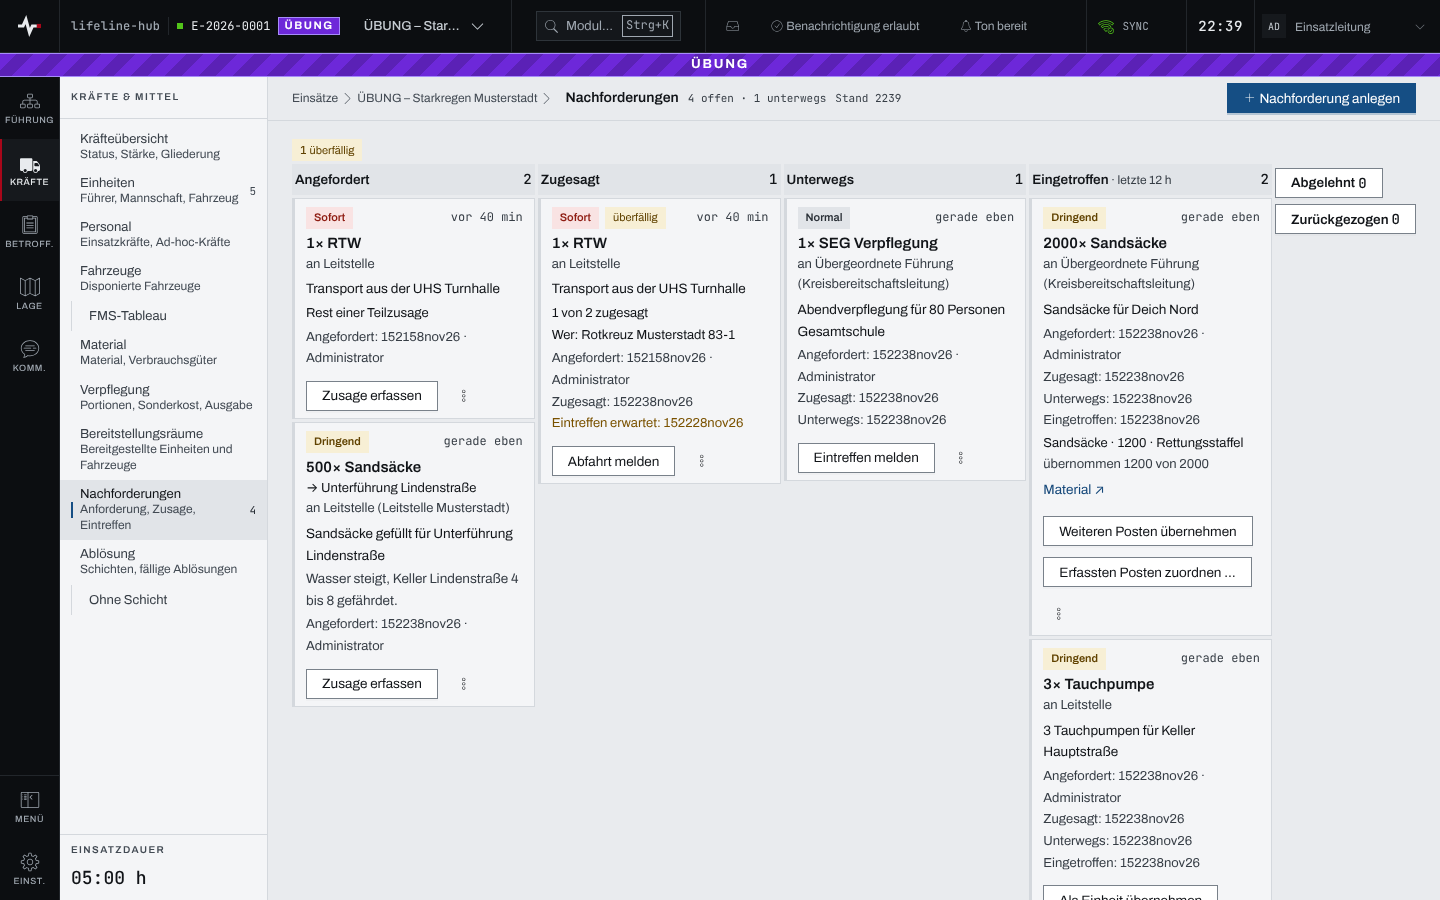 lifeline-hub
E-2026-0001 ÜBUNG
ÜBUNG – Star...
Modul... Strg+K
Benachrichtigung erlaubt
Ton bereit
SYNC
22:39
AD Einsatzleitung
ÜBUNG
FÜHRUNG
KRÄFTE
BETROFF.
LAGE
KOMM.
MENÜ
EINST.
KRÄFTE & MITTEL
Kräfteübersicht
Status, Stärke, Gliederung
Einheiten
Führer, Mannschaft, Fahrzeug 5
Personal
Einsatzkräfte, Ad-hoc-Kräfte
Fahrzeuge
Disponierte Fahrzeuge
FMS-Tableau
Material
Material, Verbrauchsgüter
Verpflegung
Portionen, Sonderkost, Ausgabe
Bereitstellungsräume
Bereitgestellte Einheiten und
Fahrzeuge
Nachforderungen
Anforderung, Zusage, 4
Eintreffen
Ablösung
Schichten, fällige Ablösungen
Ohne Schicht
EINSATZDAUER
05:00 h
Einsätze > ÜBUNG – Starkregen Musterstadt > Nachforderungen 4 offen · 1 unterwegs Stand 2239
+ Nachforderung anlegen
1 überfällig
Angefordert 2
Sofort vor 40 min
1× RTW
an Leitstelle
Transport aus der UHS Turnhalle
Rest einer Teilzusage
Angefordert: 152158nov26 ·
Administrator
Zusage erfassen
Dringend gerade eben
500× Sandsäcke
→ Unterführung Lindenstraße
an Leitstelle (Leitstelle Musterstadt)
Sandsäcke gefüllt für Unterführung
Lindenstraße
Wasser steigt, Keller Lindenstraße 4
bis 8 gefährdet.
Angefordert: 152238nov26 ·
Administrator
Zusage erfassen
Zugesagt 1
Sofort überfällig vor 40 min
1× RTW
an Leitstelle
Transport aus der UHS Turnhalle
1 von 2 zugesagt
Wer: Rotkreuz Musterstadt 83-1
Angefordert: 152158nov26 ·
Administrator
Zugesagt: 152238nov26
Eintreffen erwartet: 152228nov26
Abfahrt melden
Unterwegs 1
Normal gerade eben
1× SEG Verpflegung
an Übergeordnete Führung
(Kreisbereitschaftsleitung)
Abendverpflegung für 80 Personen
Gesamtschule
Angefordert: 152238nov26 ·
Administrator
Zugesagt: 152238nov26
Unterwegs: 152238nov26
Eintreffen melden
Eingetroffen · letzte 12 h 2
Dringend gerade eben
2000× Sandsäcke
an Übergeordnete Führung
(Kreisbereitschaftsleitung)
Sandsäcke für Deich Nord
Angefordert: 152238nov26 ·
Administrator
Zugesagt: 152238nov26
Unterwegs: 152238nov26
Eingetroffen: 152238nov26
Sandsäcke · 1200 · Rettungsstaffel
übernommen 1200 von 2000
Material ↗
Weiteren Posten übernehmen
Erfassten Posten zuordnen ...
Dringend gerade eben
3× Tauchpumpe
an Leitstelle
3 Tauchpumpen für Keller
Hauptstraße
Angefordert: 152238nov26 ·
Administrator
Zugesagt: 152238nov26
Unterwegs: 152238nov26
Eingetroffen: 152238nov26
Als Einheit übernehmen
Abgelehnt 0
Zurückgezogen 0